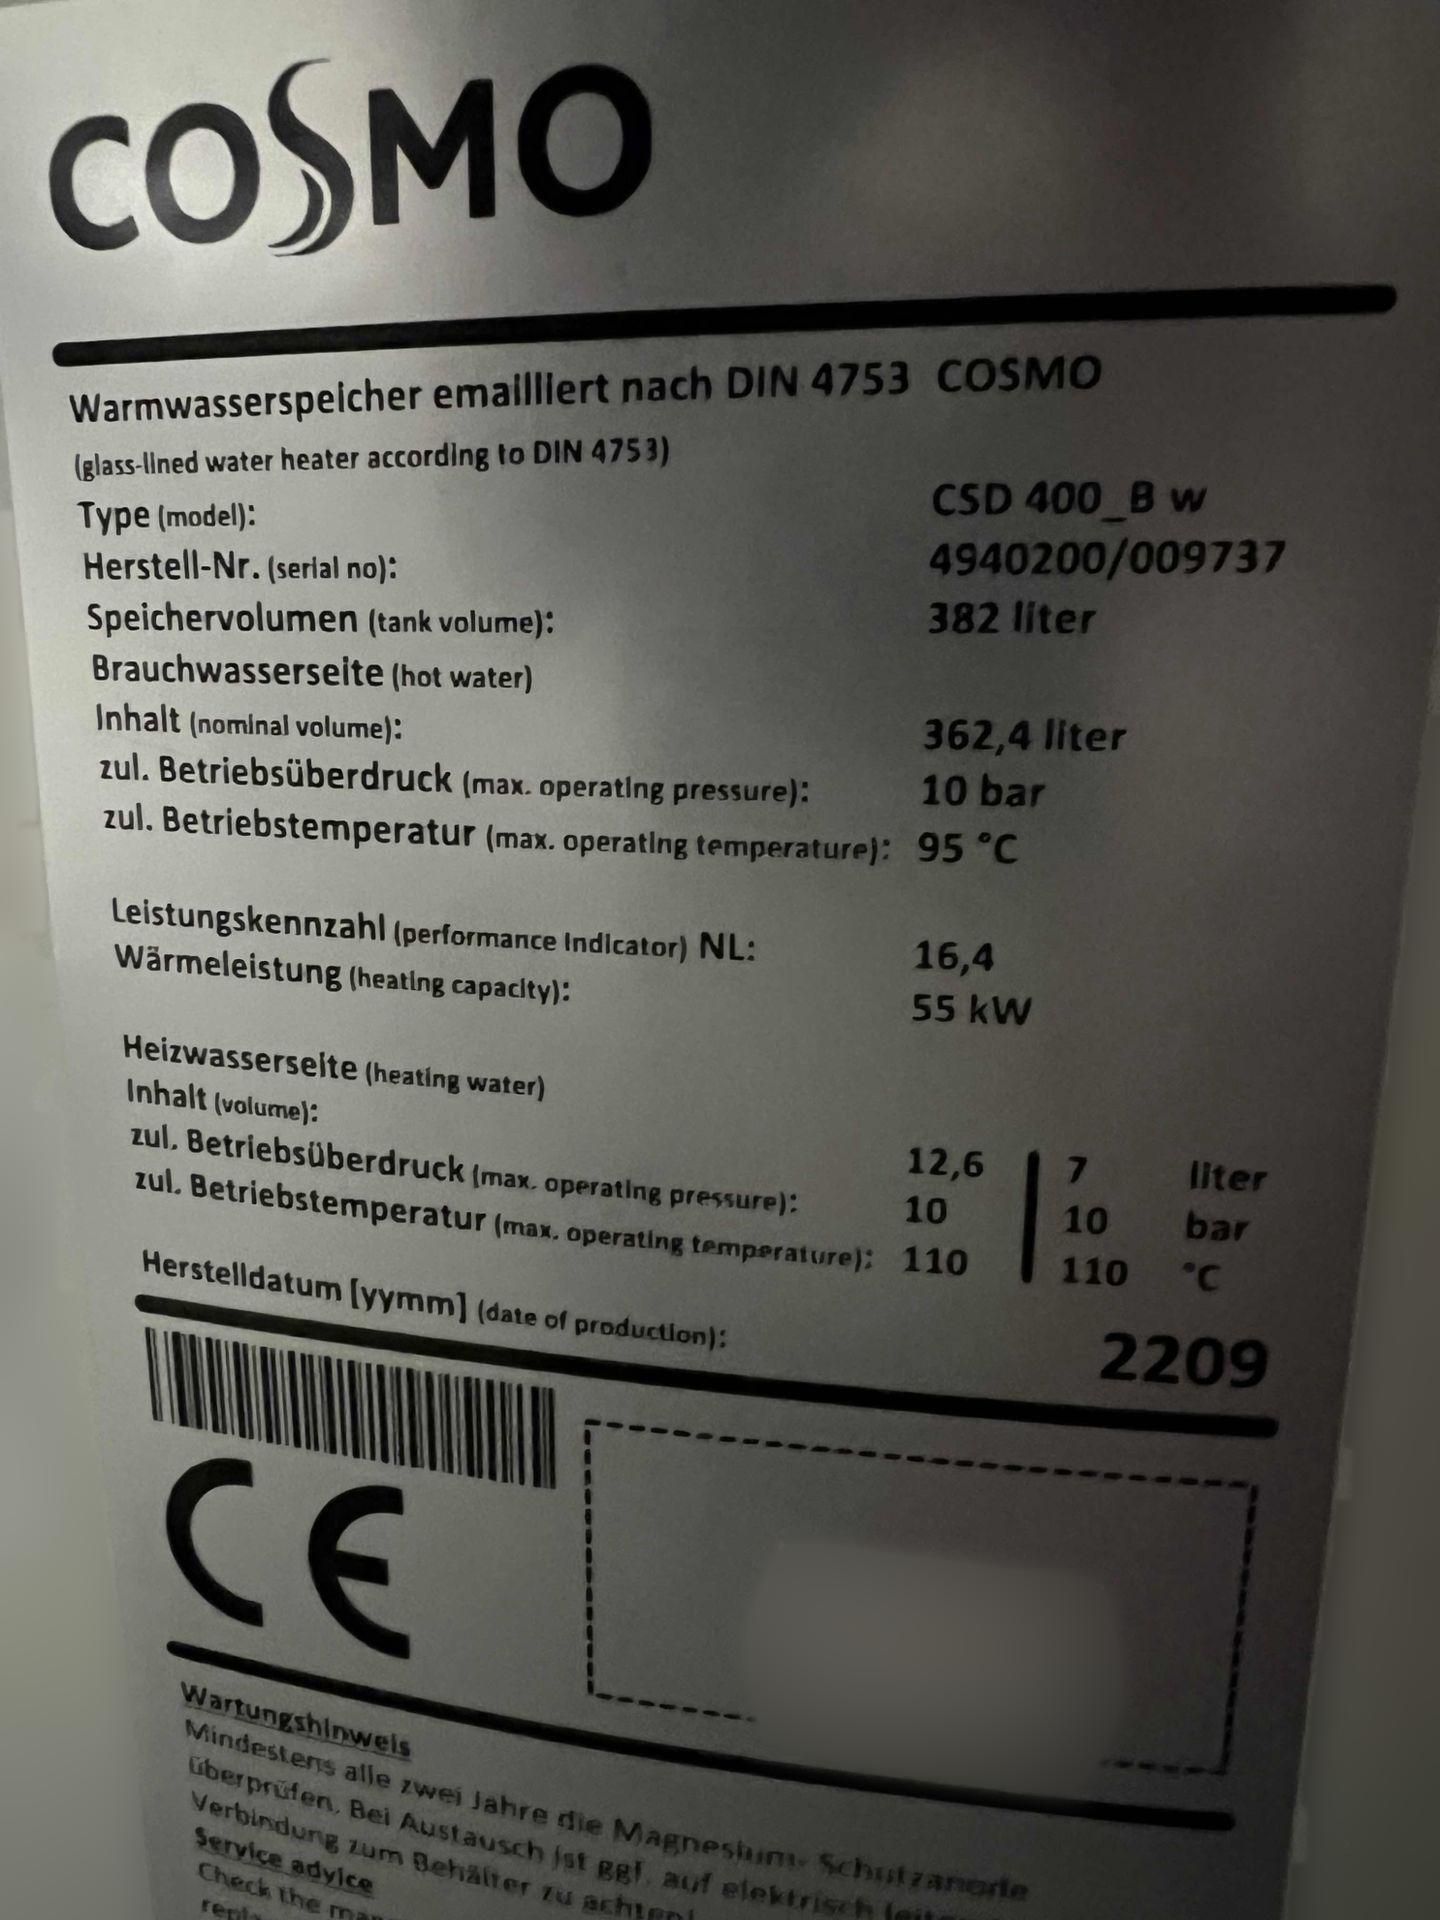 COSMO
Warmwasserspeicher emailliert nach DIN 4753 COSMO
(glass-lined water heater according to DIN 4753)
Type (model): CSD 400_B w
Herstell-Nr. (serial no): 4940200/009737
Speichervolumen (tank volume): 382 liter
Brauchwasserseite (hot water)
Inhalt (nominal volume): 362,4 liter
zul. Betriebsüberdruck (max. operating pressure): 10 bar
zul. Betriebstemperatur (max. operating temperature): 95 °C
Leistungskennzahl (performance indicator) NL: 16,4
Wärmeleistung (heating capacity): 55 kW
Heizwasserseite (heating water)
Inhalt (volume): 12,6 | 7 liter
zul. Betriebsüberdruck (max. operating pressure): 10 | 10 bar
zul. Betriebstemperatur (max. operating temperature): 110 | 110 °C
Herstelldatum [yymm] (date of production): 2209
CE
Wartungshinweis
Mindestens alle zwei Jahre die Magnesium- Schutzanode
überprüfen. Bei Austausch ist ggf. auf elektrisch
Verbindung zum Behälter zu achten!
Service advice
Check the